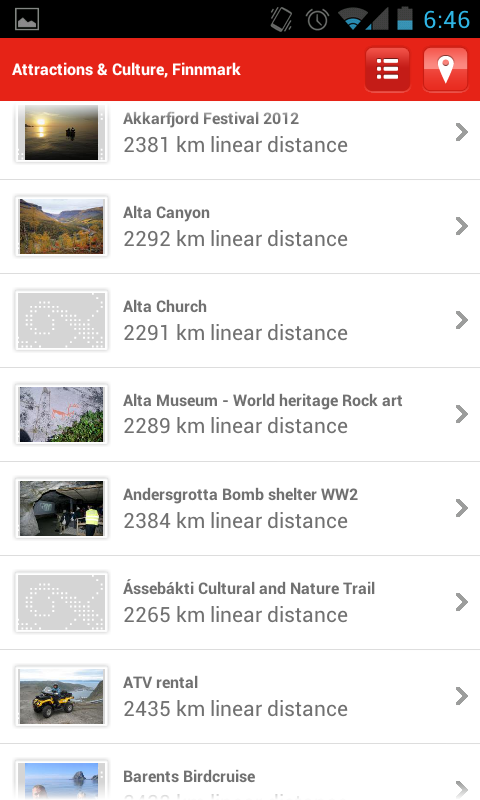 6:46
Attractions & Culture, Finnmark
Akkarfjord Festival 2012
2381 km linear distance
Alta Canyon
2292 km linear distance
Alta Church
2291 km linear distance
Alta Museum - World heritage Rock art
2289 km linear distance
Andersgrotta Bomb shelter WW2
2384 km linear distance
Ássebákti Cultural and Nature Trail
2265 km linear distance
ATV rental
2435 km linear distance
Barents Birdcruise
km linear distance